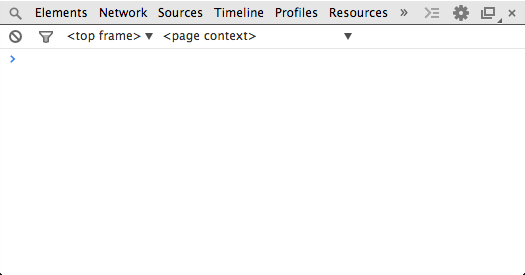 Elements Network Sources Timeline Profiles Resources »
<top frame> ▼ <page context> ▼